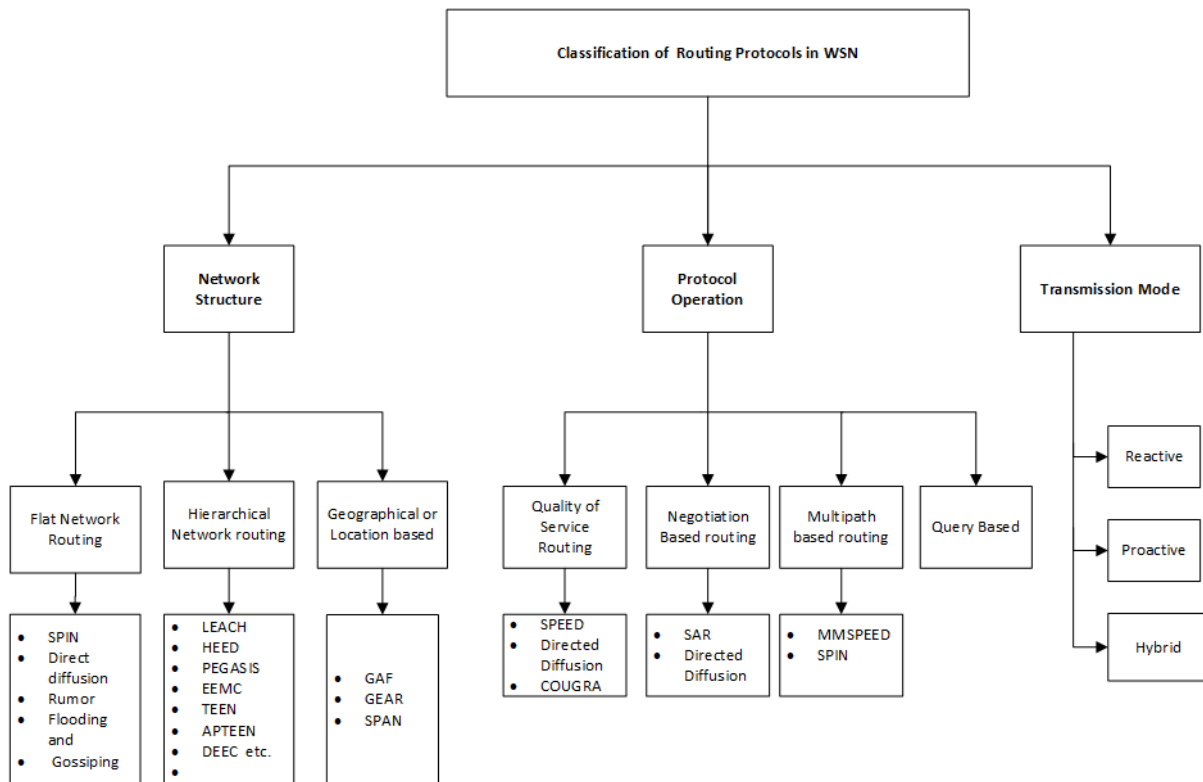 Classification of Routing Protocols in WSN
Network
Structure
Protocol
Operation
Transmission Mode
Flat Network
Routing
Hierarchical
Network routing
Geographical or
Location based
Quality of
Service
Routing
Negotiation
Based routing
Multipath
based routing
Query Based
Reactive
Proactive
Hybrid
• SPIN
• Direct
diffusion
• Rumor
• Flooding
• and
• Gossiping
• LEACH
• HEED
• PEGASIS
• EEMC
• TEEN
• APTEEN
• DEEC etc.
•
• GAF
• GEAR
• SPAN
• SPEED
• Directed
Diffusion
• COUGRA
• SAR
• Directed
Diffusion
• MMSPEED
• SPIN